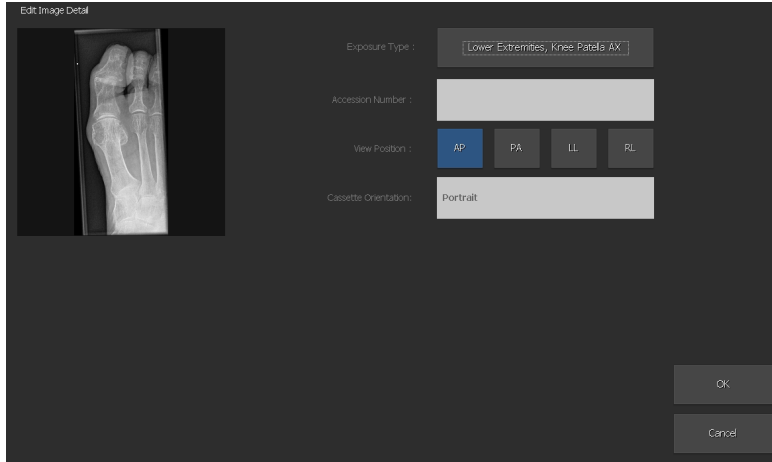 Edit Image Detail
Exposure Type : Lower Extremities, Knee Patella AX
Accession Number :
View Position : AP PA LL RL
Cassette Orientation: Portrait
OK
Cancel